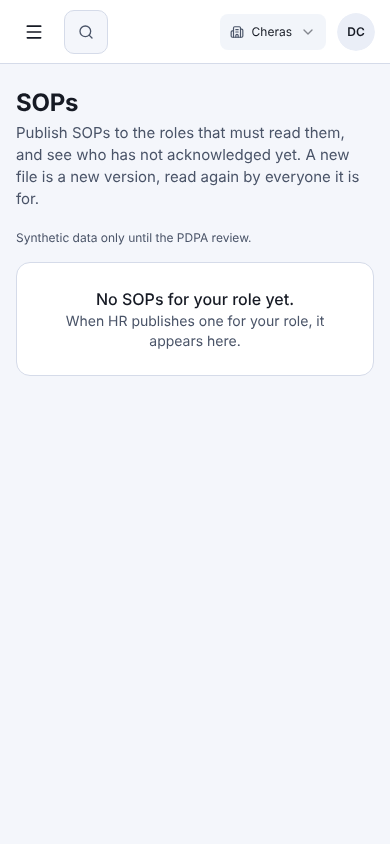 Cheras
DC
SOPs
Publish SOPs to the roles that must read them,
and see who has not acknowledged yet. A new
file is a new version, read again by everyone it is
for.
Synthetic data only until the PDPA review.
No SOPs for your role yet.
When HR publishes one for your role, it
appears here.